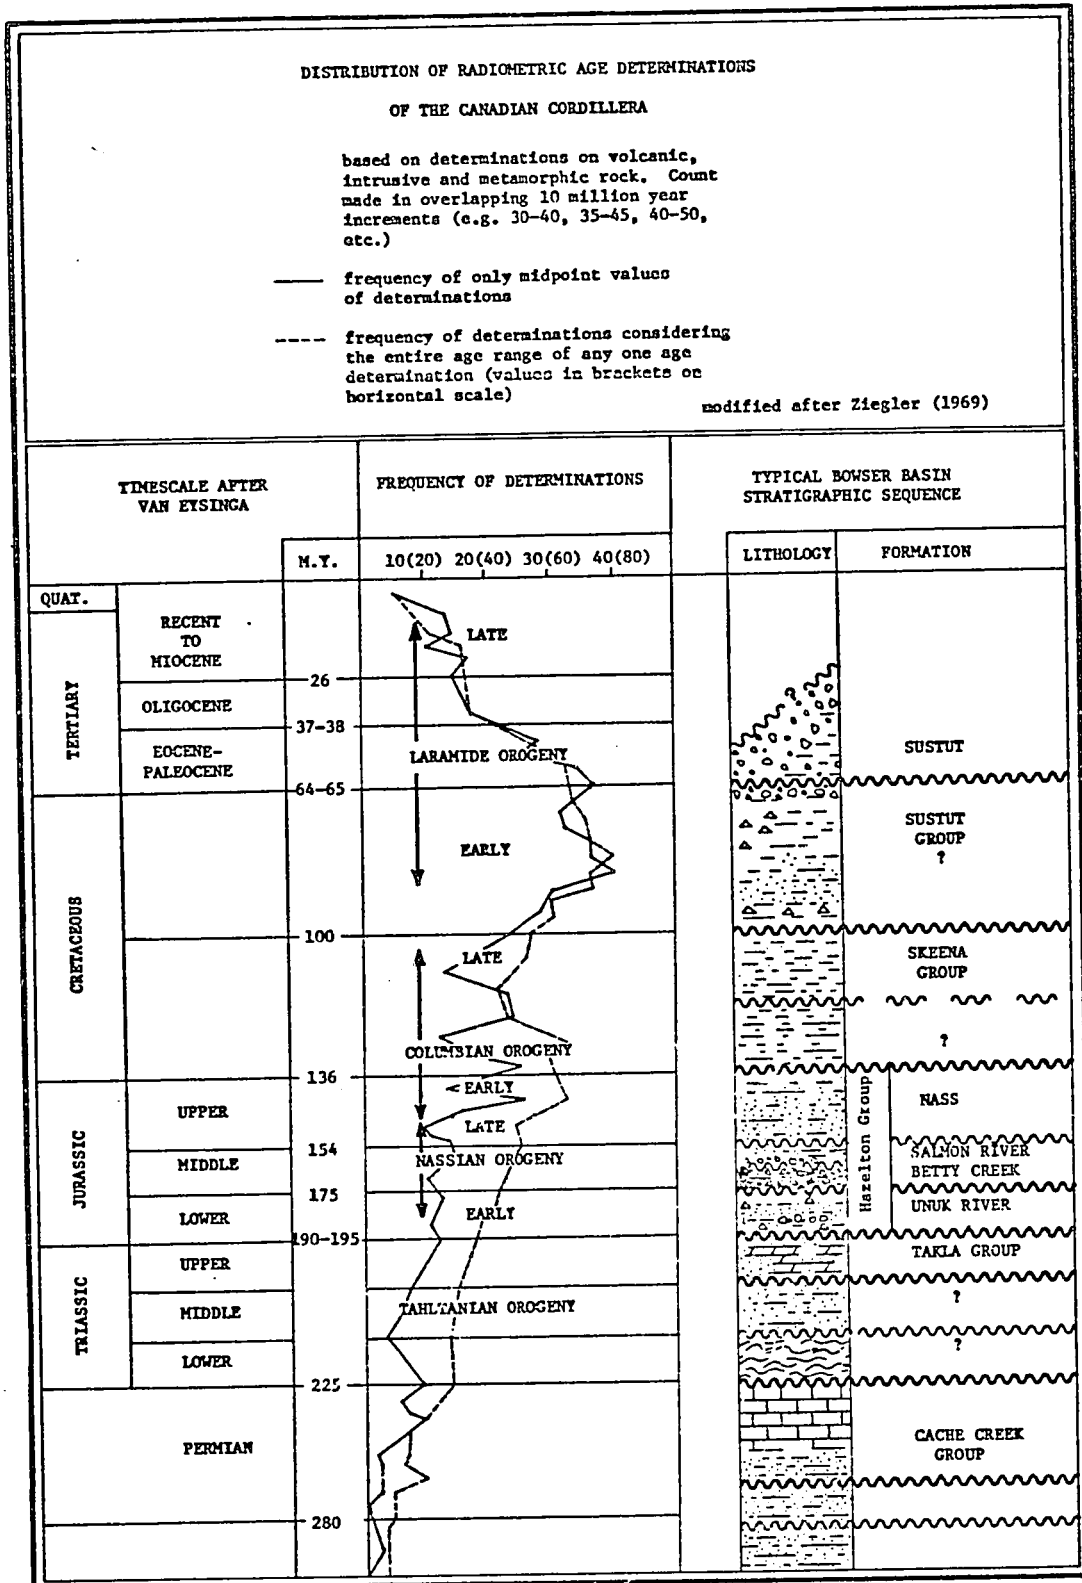 DISTRIBUTION OF RADIOMETRIC AGE DETERMINATIONS
OF THE CANADIAN CORDILLERA
based on determinations on volcanic,
intrusive and metamorphic rock. Count
made in overlapping 10 million year
increments (e.g. 30-40, 35-45, 40-50,
etc.)
frequency of only midpoint values
of determinations
frequency of determinations considering
the entire age range of any one age
determination (values in brackets on
horizontal scale)
modified after Ziegler (1969)
TIMESCALE AFTER
VAN EYSINGA
FREQUENCY OF DETERMINATIONS
TYPICAL BOWSER BASIN
STRATIGRAPHIC SEQUENCE
M.Y.
10(20) 20(40) 30(60) 40(80)
LITHOLOGY
FORMATION
QUAT.
TERTIARY
RECENT
TO
MIOCENE
LATE
26
OLIGOCENE
37-38
EOCENE-
PALEOCENE
LARAMIDE OROGENY
SUSTUT
64-65
CRETACEOUS
EARLY
SUSTUT
GROUP
?
100
LATE
SKEENA
GROUP
COLUMBIAN OROGENY
?
136
JURASSIC
EARLY
UPPER
LATE
Hazelton Group
NASS
154
MIDDLE
NASSIAN OROGENY
SALMON RIVER
BETTY CREEK
175
LOWER
EARLY
UNUK RIVER
190-195
TRIASSIC
UPPER
TAKLA GROUP
MIDDLE
TAHLTANIAN OROGENY
?
LOWER
?
225
PERMIAN
CACHE CREEK
GROUP
280